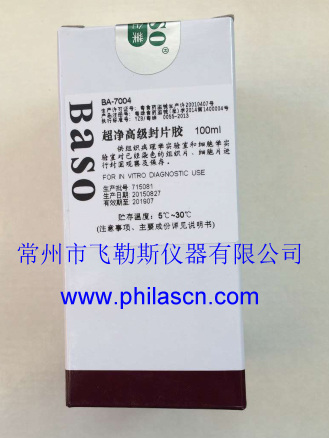 BASO
BA-7004
超净高级封片胶 100ml
供组织病理学实验室和细胞学实
验室对已经染色的组织片、细胞片进
行封盖观察及保存。
FOR IN VITRO DIAGNOSTIC USE
生产批号 715081
生产日期 20150827
有效期至 201907
贮存温度：5℃~30℃
(注意事项、主要成份详见说明书)
常州市飞勒斯仪器有限公司
www.philascn.com